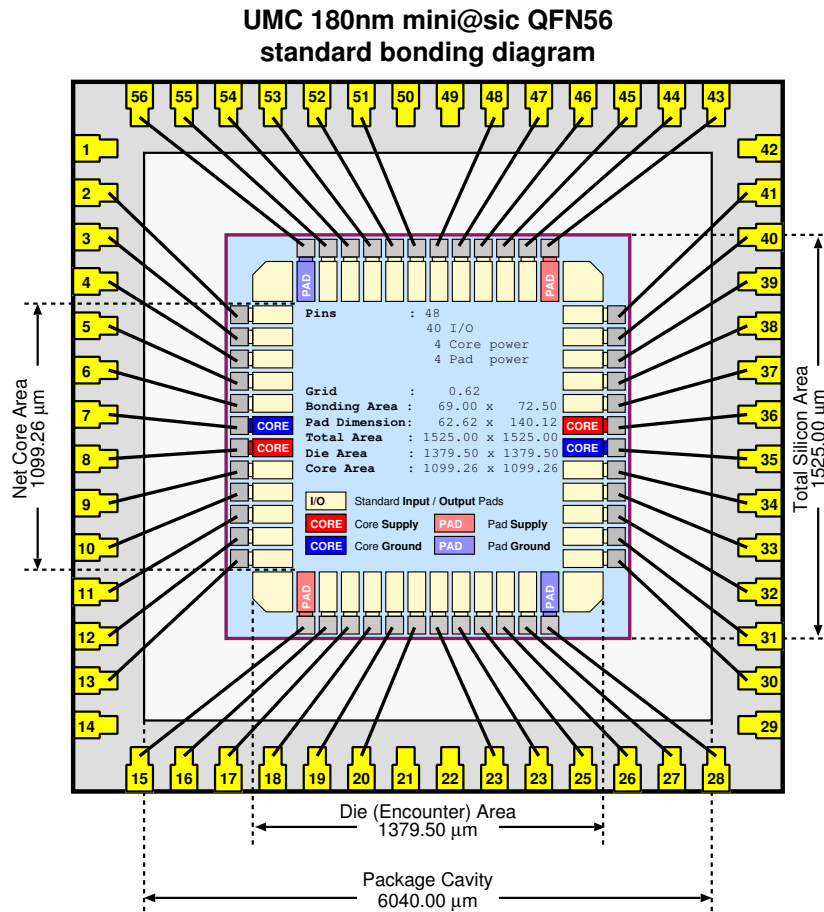 UMC 180nm mini@sic QFN56
standard bonding diagram
56 55 54 53 52 51 50 49 48 47 46 45 44 43
1
2
3
4
5
6
7
8
9
10
11
12
13
14
42
41
40
39
38
37
36
35
34
33
32
31
30
29
PAD
PAD
Pins : 48
40 I/O
4 Core power
4 Pad power
Grid : 0.62
Bonding Area : 69.00 x 72.50
Pad Dimension: 62.62 x 140.12
Total Area : 1525.00 x 1525.00
Die Area : 1379.50 x 1379.50
Core Area : 1099.26 x 1099.26
CORE
CORE
CORE
CORE
I/O Standard Input / Output Pads
CORE Core Supply PAD Pad Supply
CORE Core Ground PAD Pad Ground
PAD
PAD
Net Core Area
1099.26 µm
Total Silicon Area
1525.00 µm
15 16 17 18 19 20 21 22 23 23 25 26 27 28
Die (Encounter) Area
1379.50 µm
Package Cavity
6040.00 µm